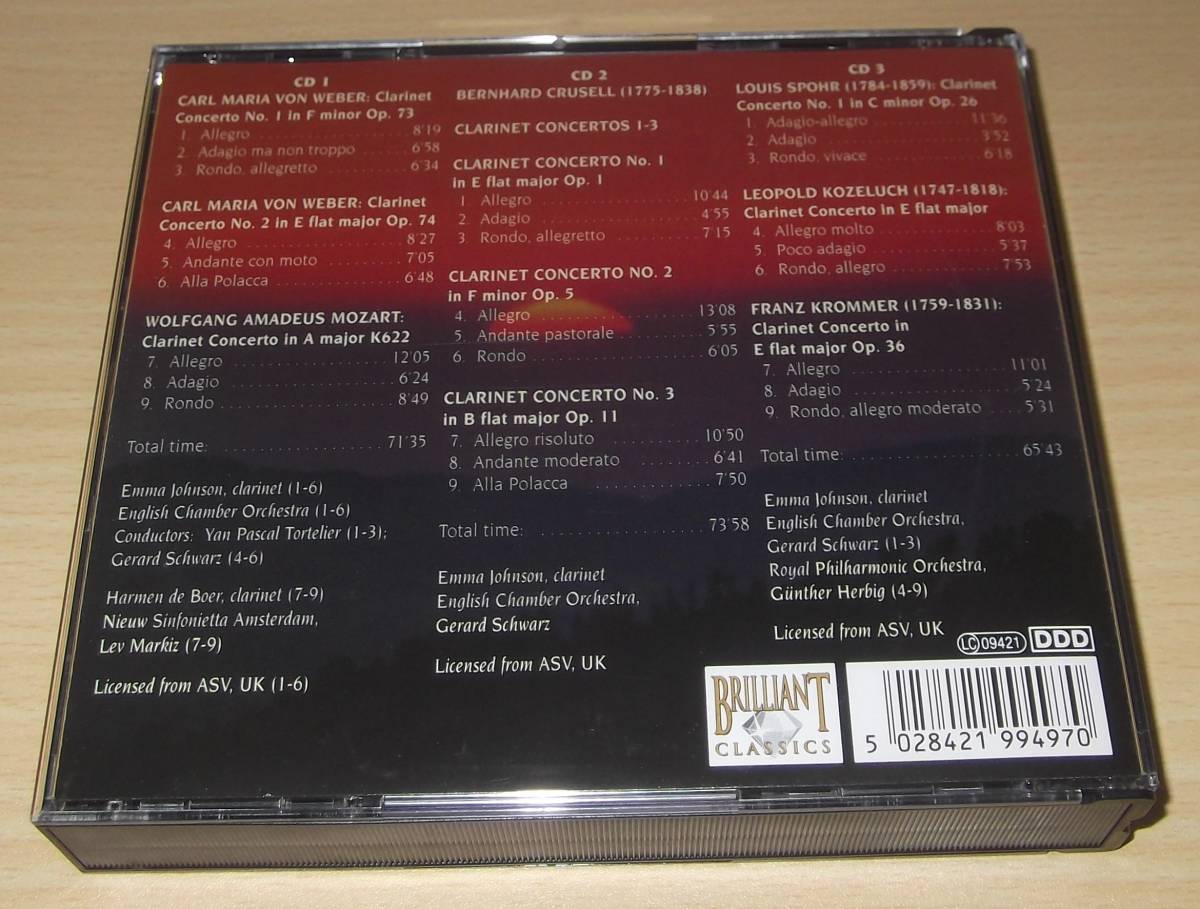 CD 1
CARL MARIA VON WEBER: Clarinet
Concerto No. 1 in F minor Op. 73
1. Allegro 8'19
2. Adagio ma non troppo 6'58
3. Rondo, allegretto 6'34
CARL MARIA VON WEBER: Clarinet
Concerto No. 2 in E flat major Op. 74
4. Allegro 8'27
5. Andante con moto 7'05
6. Alla Polacca 6'48
WOLFGANG AMADEUS MOZART:
Clarinet Concerto in A major K622
7. Allegro 12'05
8. Adagio 6'24
9. Rondo 8'49
Total time: 71'35
Emma Johnson, clarinet (1-6)
English Chamber Orchestra (1-6)
Conductors: Yan Pascal Tortelier (1-3);
Gerard Schwarz (4-6)
Harmen de Boer, clarinet (7-9)
Nieuw Sinfonietta Amsterdam,
Lev Markiz (7-9)
Licensed from ASV, UK (1-6)
CD 2
BERNHARD CRUSELL (1775-1838)
CLARINET CONCERTOS 1-3
CLARINET CONCERTO No. 1
in E flat major Op. 1
1 Allegro 10'44
2. Adagio 4'55
3. Rondo, allegretto 7'15
CLARINET CONCERTO NO. 2
in F minor Op. 5
4. Allegro 13'08
5. Andante pastorale 5'55
6. Rondo 6'05
CLARINET CONCERTO No. 3
in B flat major Op. 11
7. Allegro risoluto 10'50
8. Andante moderato 6'41
9. Alla Polacca 7'50
Total time: 73'58
Emma Johnson, clarinet
English Chamber Orchestra,
Gerard Schwarz
Licensed from ASV, UK
CD 3
LOUIS SPOHR (1784-1859): Clarinet
Concerto No. 1 in C minor Op. 26
1. Adagio-allegro 11'36
2. Adagio 3'52
3. Rondo, vivace 6'18
LEOPOLD KOZELUCH (1747-1818):
Clarinet Concerto in E flat major
4. Allegro molto 8'03
5. Poco adagio 5'37
6. Rondo, allegro 7'53
FRANZ KROMMER (1759-1831):
Clarinet Concerto in
E flat major Op. 36
7. Allegro 11'01
8. Adagio 5'24
9. Rondo, allegro moderato 5'31
Total time: 65'43
Emma Johnson, clarinet
English Chamber Orchestra,
Gerard Schwarz (1-3)
Royal Philharmonic Orchestra,
Günther Herbig (4-9)
Licensed from ASV, UK
LC 09421 DDD
BRILLIANT
CLASSICS
5 028421 994970